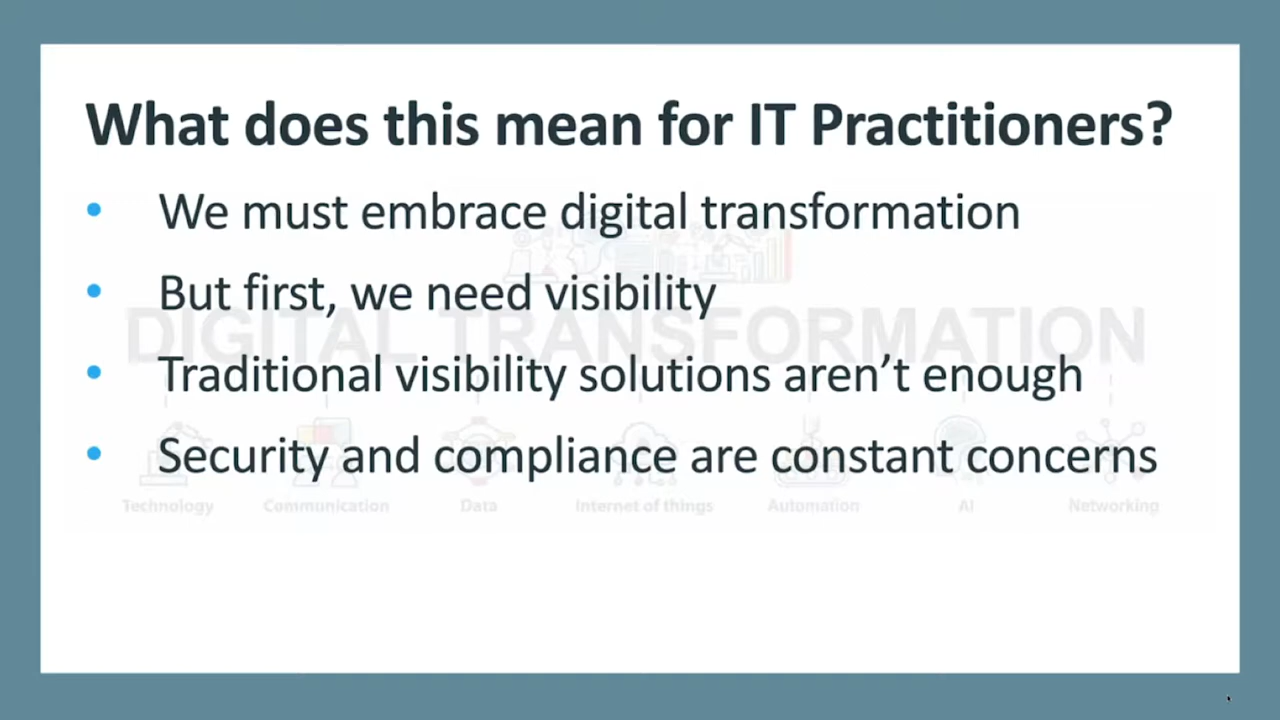 What does this mean for IT Practitioners?
• We must embrace digital transformation
• But first, we need visibility
DIGITAL TRANSFORMATION
• Traditional visibility solutions aren’t enough
• Security and compliance are constant concerns
Technology Communication Data Internet of things Automation AI Networking